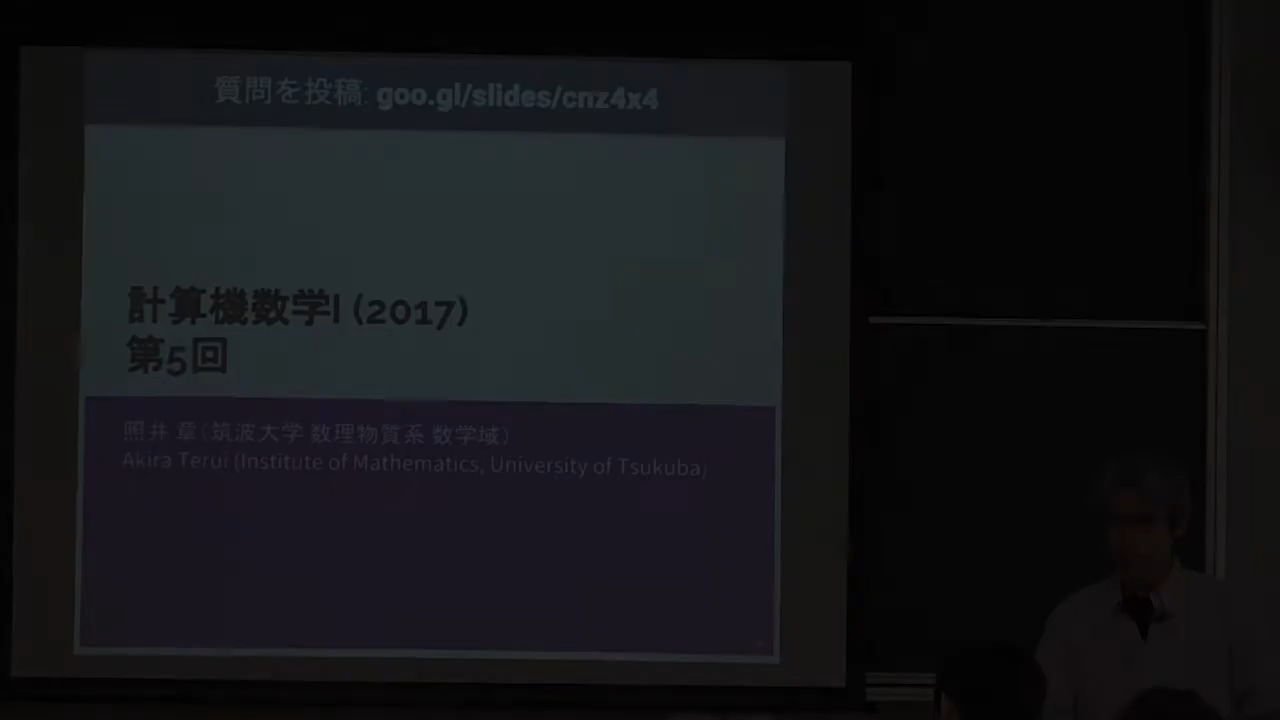 質問を投稿: goo.gl/slides/cnz4x4
計算機数学I (2017)
第5回
照井 章(筑波大学 数理物質系 数学域)
Akira Terui (Institute of Mathematics, University of Tsukuba)